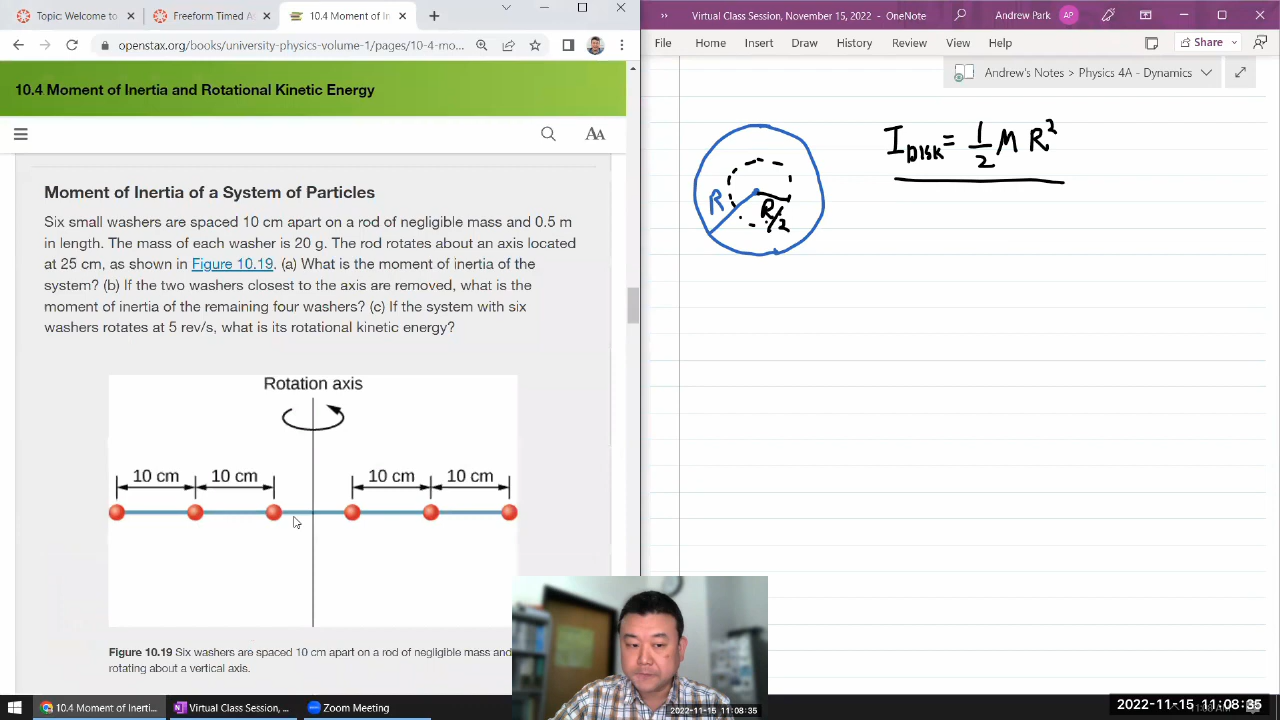 Topic: Welcome to Week
Freeform Time and Ang
10.4 Moment of Inertia a
openstax.org/books/university-physics-volume-1/pages/10-4-mo...
10.4 Moment of Inertia and Rotational Kinetic Energy
AA
Moment of Inertia of a System of Particles
Six small washers are spaced 10 cm apart on a rod of negligible mass and 0.5 m
in length. The mass of each washer is 20 g. The rod rotates about an axis located
at 25 cm, as shown in Figure 10.19. (a) What is the moment of inertia of the
system? (b) If the two washers closest to the axis are removed, what is the
moment of inertia of the remaining four washers? (c) If the system with six
washers rotates at 5 rev/s, what is its rotational kinetic energy?
Rotation axis
10 cm 10 cm 10 cm 10 cm
Figure 10.19 Six washers are spaced 10 cm apart on a rod of negligible mass and
rotating about a vertical axis.
Virtual Class Session, November 15, 2022 - OneNote
Andrew Park AP
File Home Insert Draw History Review View Help Share
Andrew's Notes > Physics 4A - Dynamics
I_DISK = 1/2 M R²
R
R/2
10.4 Moment of Inerti...
Virtual Class Session,...
Zoom Meeting
2022-11-15 11:08:35
2022-11-15 11:08:35